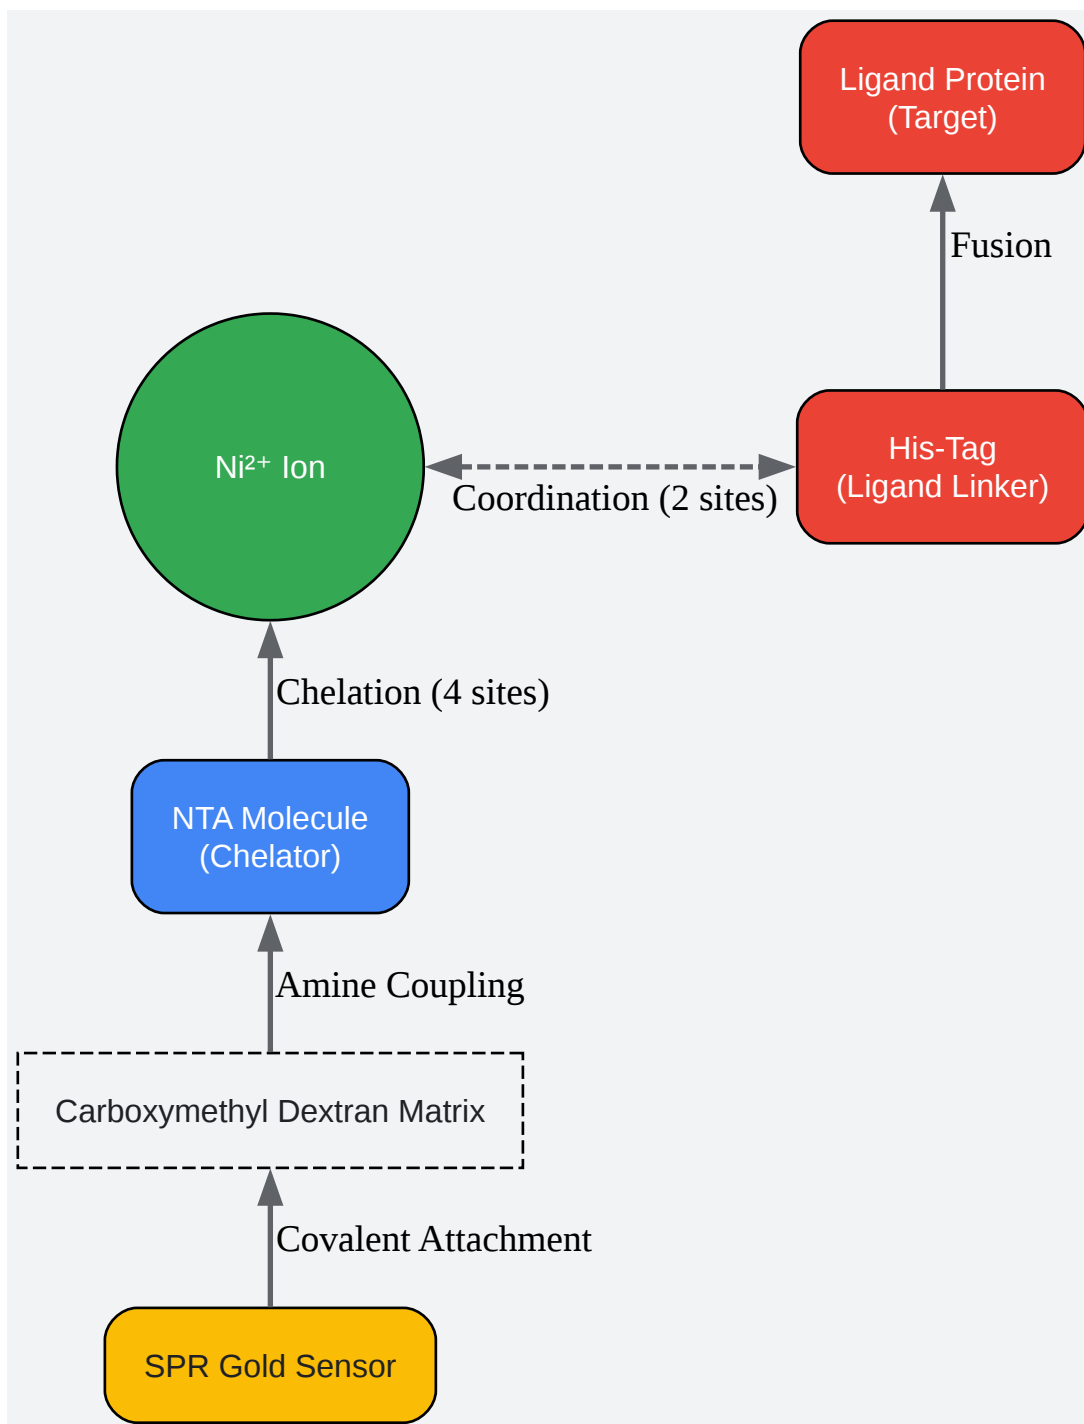 Ligand Protein
(Target)
Fusion
Ni²⁺ Ion
His-Tag
(Ligand Linker)
Coordination (2 sites)
Chelation (4 sites)
NTA Molecule
(Chelator)
Amine Coupling
Carboxymethyl Dextran Matrix
Covalent Attachment
SPR Gold Sensor